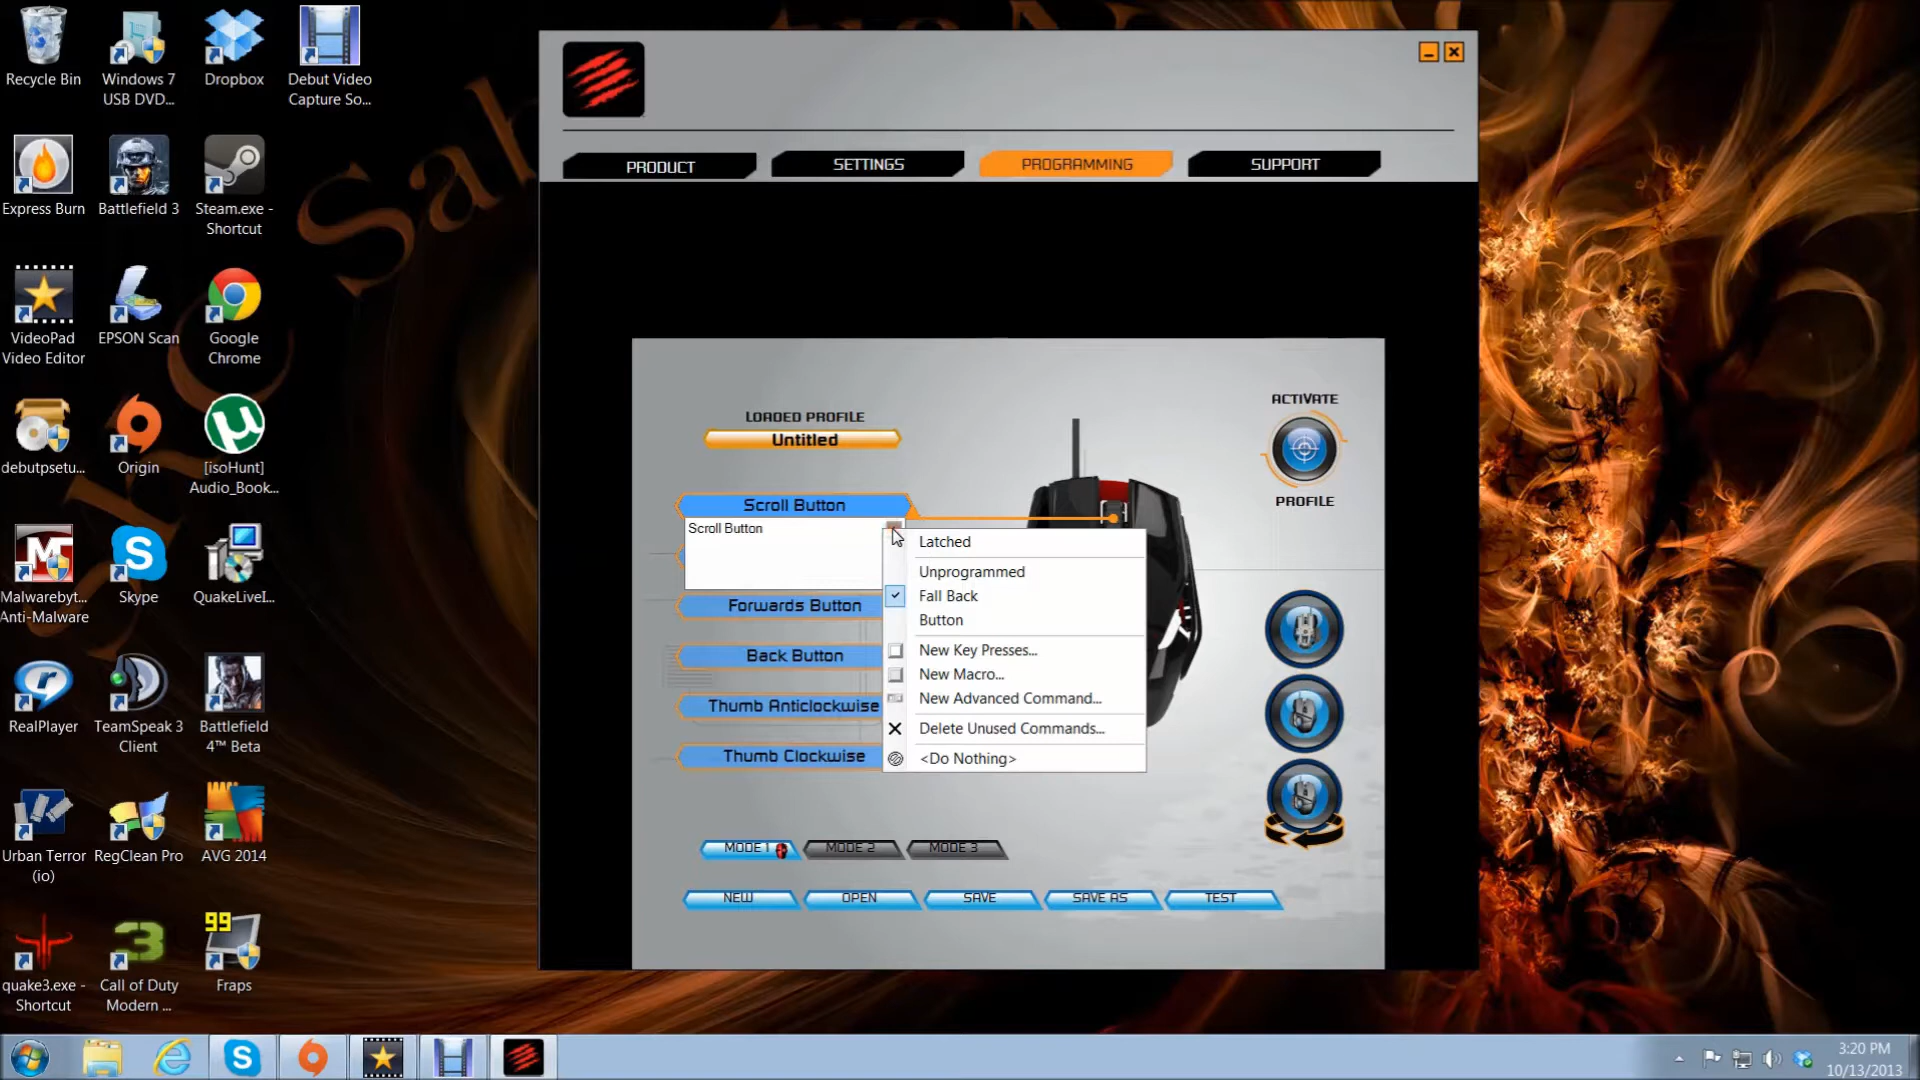 Recycle Bin
Windows 7
USB DVD...
Dropbox
Debut Video
Capture So...
Express Burn
Battlefield 3
Steam.exe -
Shortcut
VideoPad
Video Editor
EPSON Scan
Google
Chrome
debutpsetu...
Origin
[isoHunt]
Audio_Book...
Malwarebyt...
Anti-Malware
Skype
QuakeLiveI...
RealPlayer
TeamSpeak 3
Client
Battlefield
4™ Beta
Urban Terror
(io)
RegClean Pro
AVG 2014
99
quake3.exe -
Shortcut
Call of Duty
Modern ...
Fraps
PRODUCT
SETTINGS
PROGRAMMING
SUPPORT
LOADED PROFILE
Untitled
ACTIVATE
PROFILE
Scroll Button
Scroll Button
Forwards Button
Back Button
Thumb Anticlockwise
Thumb Clockwise
Latched
Unprogrammed
Fall Back
Button
New Key Presses...
New Macro...
New Advanced Command...
Delete Unused Commands...
<Do Nothing>
MODE 1
MODE 2
MODE 3
NEW
OPEN
SAVE
SAVE AS
TEST
3:20 PM
10/13/2013